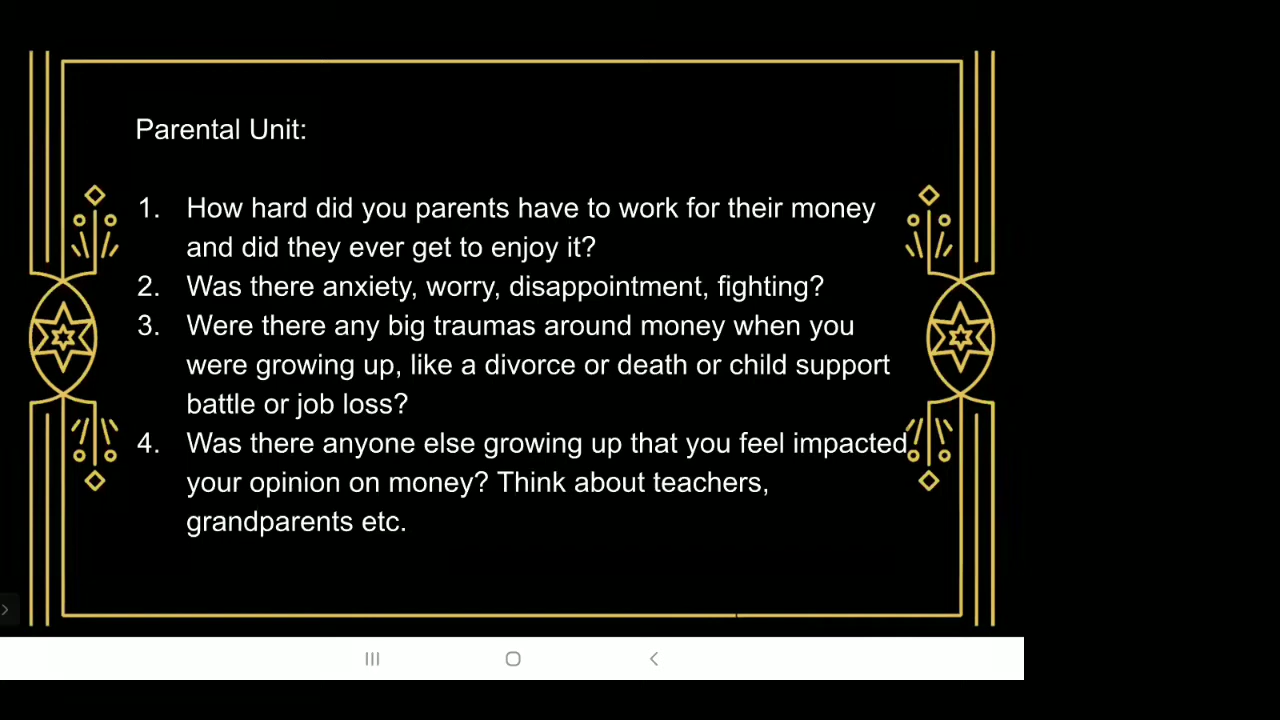 Parental Unit:
1. How hard did you parents have to work for their money
and did they ever get to enjoy it?
2. Was there anxiety, worry, disappointment, fighting?
3. Were there any big traumas around money when you
were growing up, like a divorce or death or child support
battle or job loss?
4. Was there anyone else growing up that you feel impacted
your opinion on money? Think about teachers,
grandparents etc.